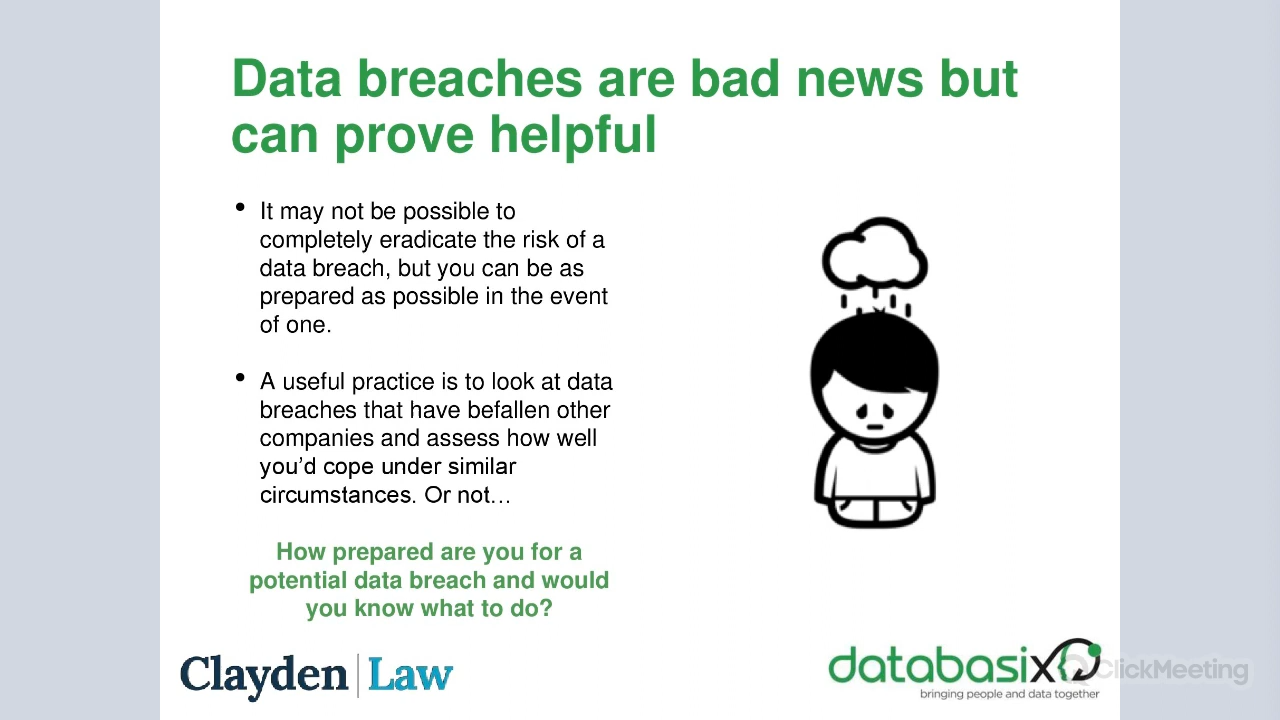 Data breaches are bad news but
can prove helpful
• It may not be possible to
completely eradicate the risk of a
data breach, but you can be as
prepared as possible in the event
of one.
• A useful practice is to look at data
breaches that have befallen other
companies and assess how well
you’d cope under similar
circumstances. Or not…
How prepared are you for a
potential data breach and would
you know what to do?
Clayden | Law
databasix
bringing people and data together
ClickMeeting